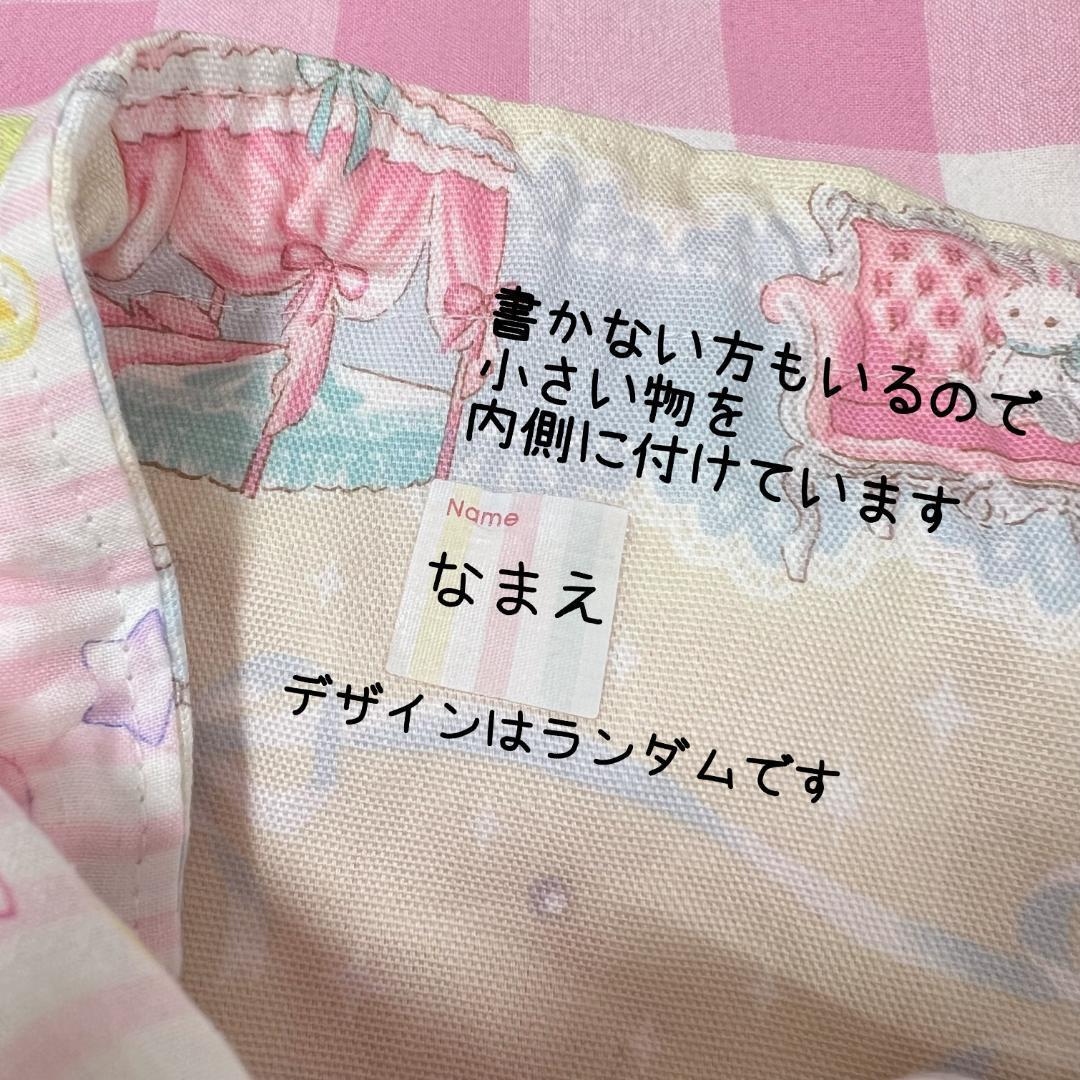 書かない方もいるので
小さい物を
内側に付けています
Name
なまえ
デザインはランダムです